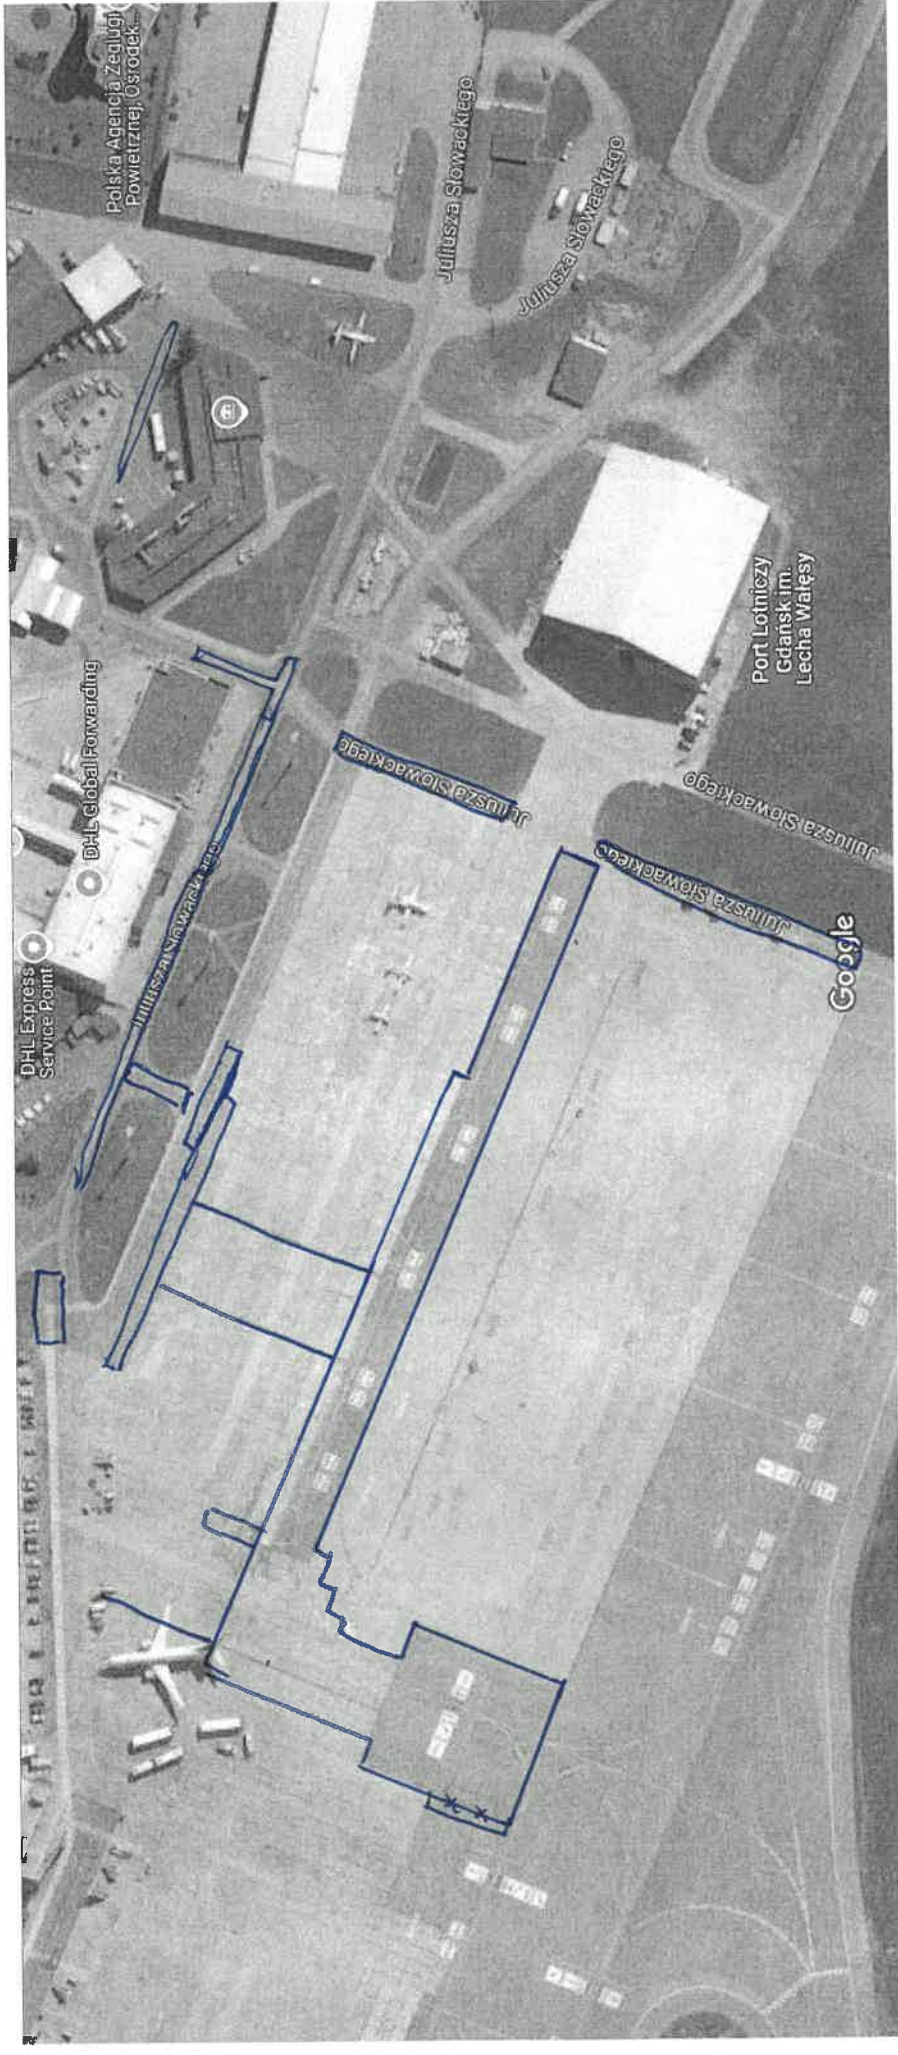 Polska Agencja Żeglugi
Powietrznej, Ośrodek...
Juliusza Słowackiego
Juliusza Słowackiego
DHL Global Forwarding
DHL Express
Service Point
Juliusza Słowackiego
Juliusza Słowackiego
Port Lotniczy
Gdańsk im.
Lecha Wałęsy
Juliusza Słowackiego
Juliusza Słowackiego
Google